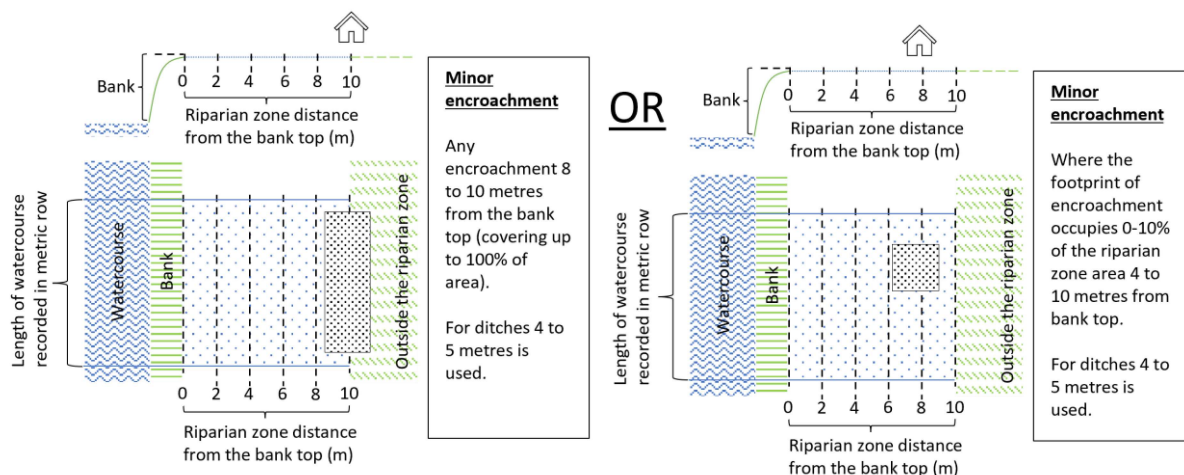 Bank
0 2 4 6 8 10
Riparian zone distance
from the bank top (m)
Length of watercourse
recorded in metric row
Watercourse
Bank
Outside the riparian zone
0 2 4 6 8 10
Riparian zone distance
from the bank top (m)
Minor
encroachment
Any
encroachment 8
to 10 metres
from the bank
top (covering up
to 100% of
area).
For ditches 4 to
5 metres is
used.
OR
Bank
0 2 4 6 8 10
Riparian zone distance
from the bank top (m)
Length of watercourse
recorded in metric row
Watercourse
Bank
Outside the riparian zone
0 2 4 6 8 10
Riparian zone distance
from the bank top (m)
Minor
encroachment
Where the
footprint of
encroachment
occupies 0-10%
of the riparian
zone area 4 to
10 metres from
bank top.
For ditches 4 to
5 metres is
used.